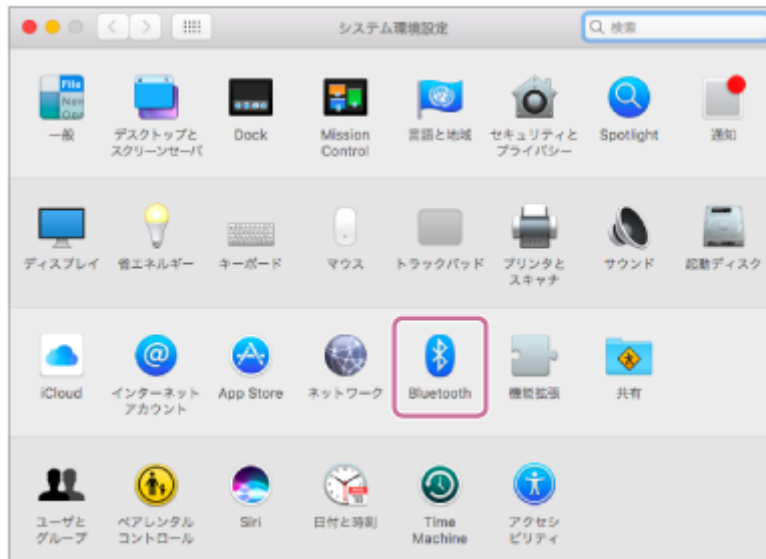 システム環境設定
検索
File
New
一般
デスクトップと
スクリーンセーバ
Dock
Mission
Control
言語と地域
セキュリティと
プライバシー
Spotlight
通知
ディスプレイ
省エネルギー
キーボード
マウス
トラックパッド
プリンタと
スキャナ
サウンド
起動ディスク
iCloud
インターネット
アカウント
App Store
ネットワーク
Bluetooth
機能拡張
共有
ユーザと
グループ
ペアレンタル
コントロール
Siri
日付と時刻
Time
Machine
アクセシ
ビリティ